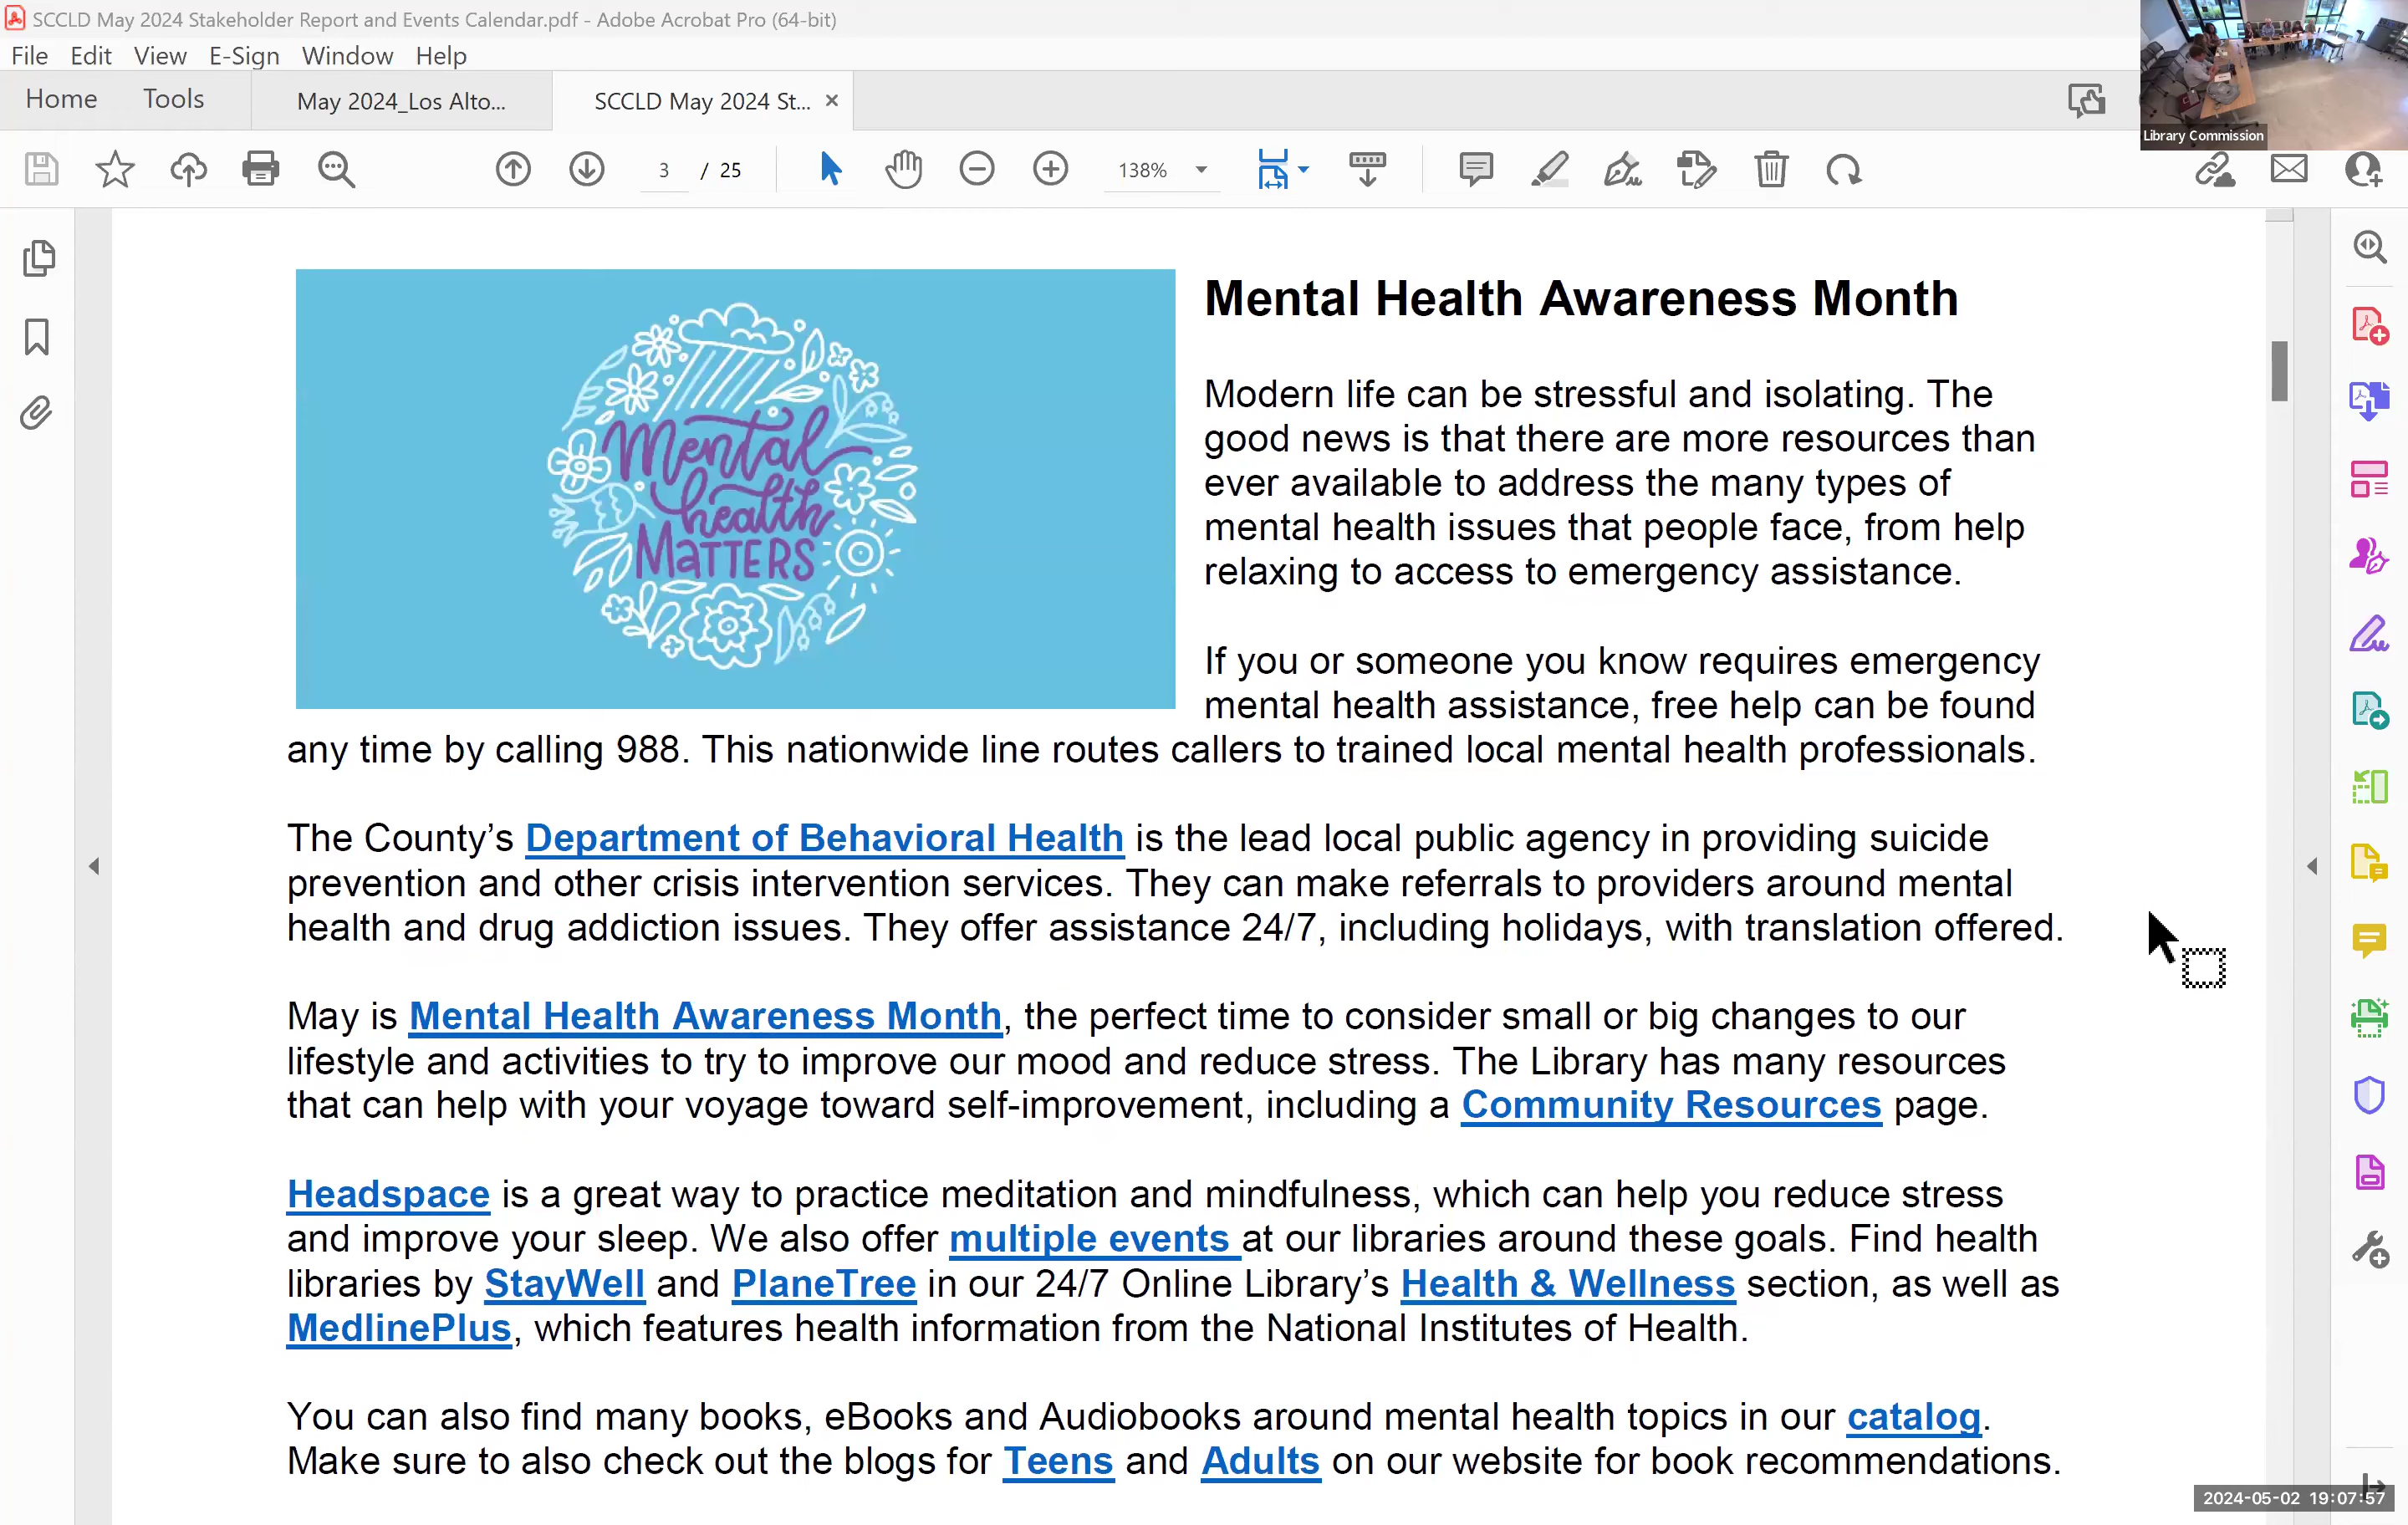 SCCLD May 2024 Stakeholder Report and Events Calendar.pdf - Adobe Acrobat Pro (64-bit)
File Edit View E-Sign Window Help
Home Tools May 2024_Los Alto... SCCLD May 2024 St... ×
Library Commission
3 / 25 138%
Mental health MATTERS
Mental Health Awareness Month
Modern life can be stressful and isolating. The
good news is that there are more resources than
ever available to address the many types of
mental health issues that people face, from help
relaxing to access to emergency assistance.
If you or someone you know requires emergency
mental health assistance, free help can be found
any time by calling 988. This nationwide line routes callers to trained local mental health professionals.
The County’s Department of Behavioral Health is the lead local public agency in providing suicide
prevention and other crisis intervention services. They can make referrals to providers around mental
health and drug addiction issues. They offer assistance 24/7, including holidays, with translation offered.
May is Mental Health Awareness Month, the perfect time to consider small or big changes to our
lifestyle and activities to try to improve our mood and reduce stress. The Library has many resources
that can help with your voyage toward self-improvement, including a Community Resources page.
Headspace is a great way to practice meditation and mindfulness, which can help you reduce stress
and improve your sleep. We also offer multiple events at our libraries around these goals. Find health
libraries by StayWell and PlaneTree in our 24/7 Online Library’s Health & Wellness section, as well as
MedlinePlus, which features health information from the National Institutes of Health.
You can also find many books, eBooks and Audiobooks around mental health topics in our catalog.
Make sure to also check out the blogs for Teens and Adults on our website for book recommendations.
2024-05-02 19:07:57